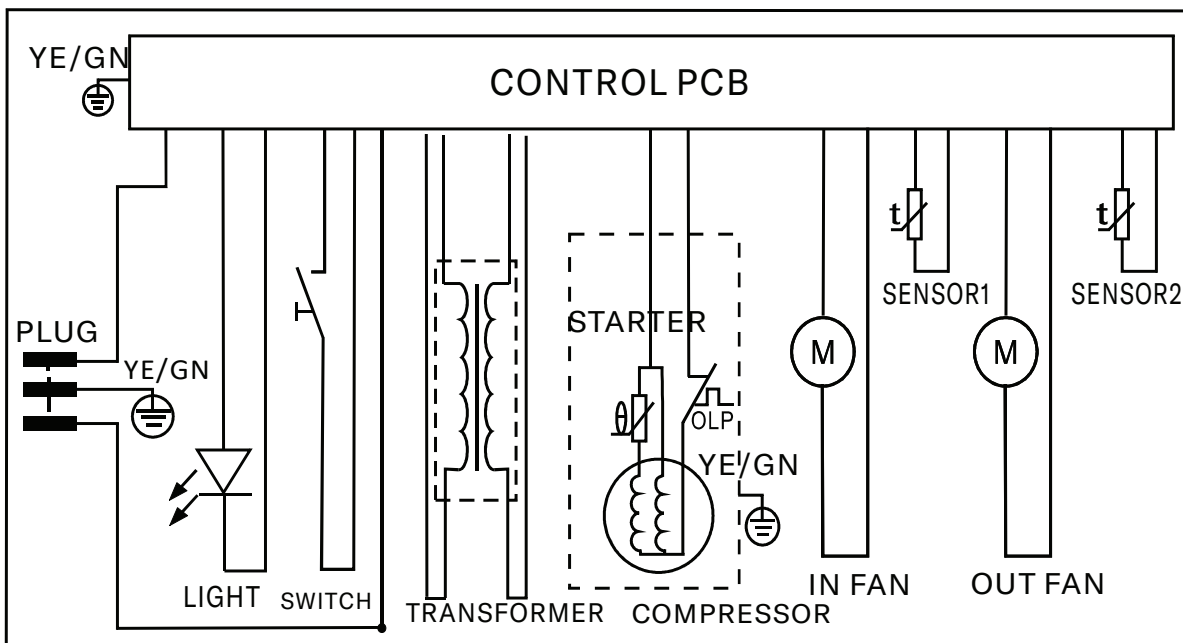 YE/GN
CONTROL PCB
t
t
SENSOR1
SENSOR2
STARTER
PLUG
M
M
YE/GN
θ
OLP
YE/GN
IN FAN
OUT FAN
LIGHT
SWITCH
TRANSFORMER
COMPRESSOR